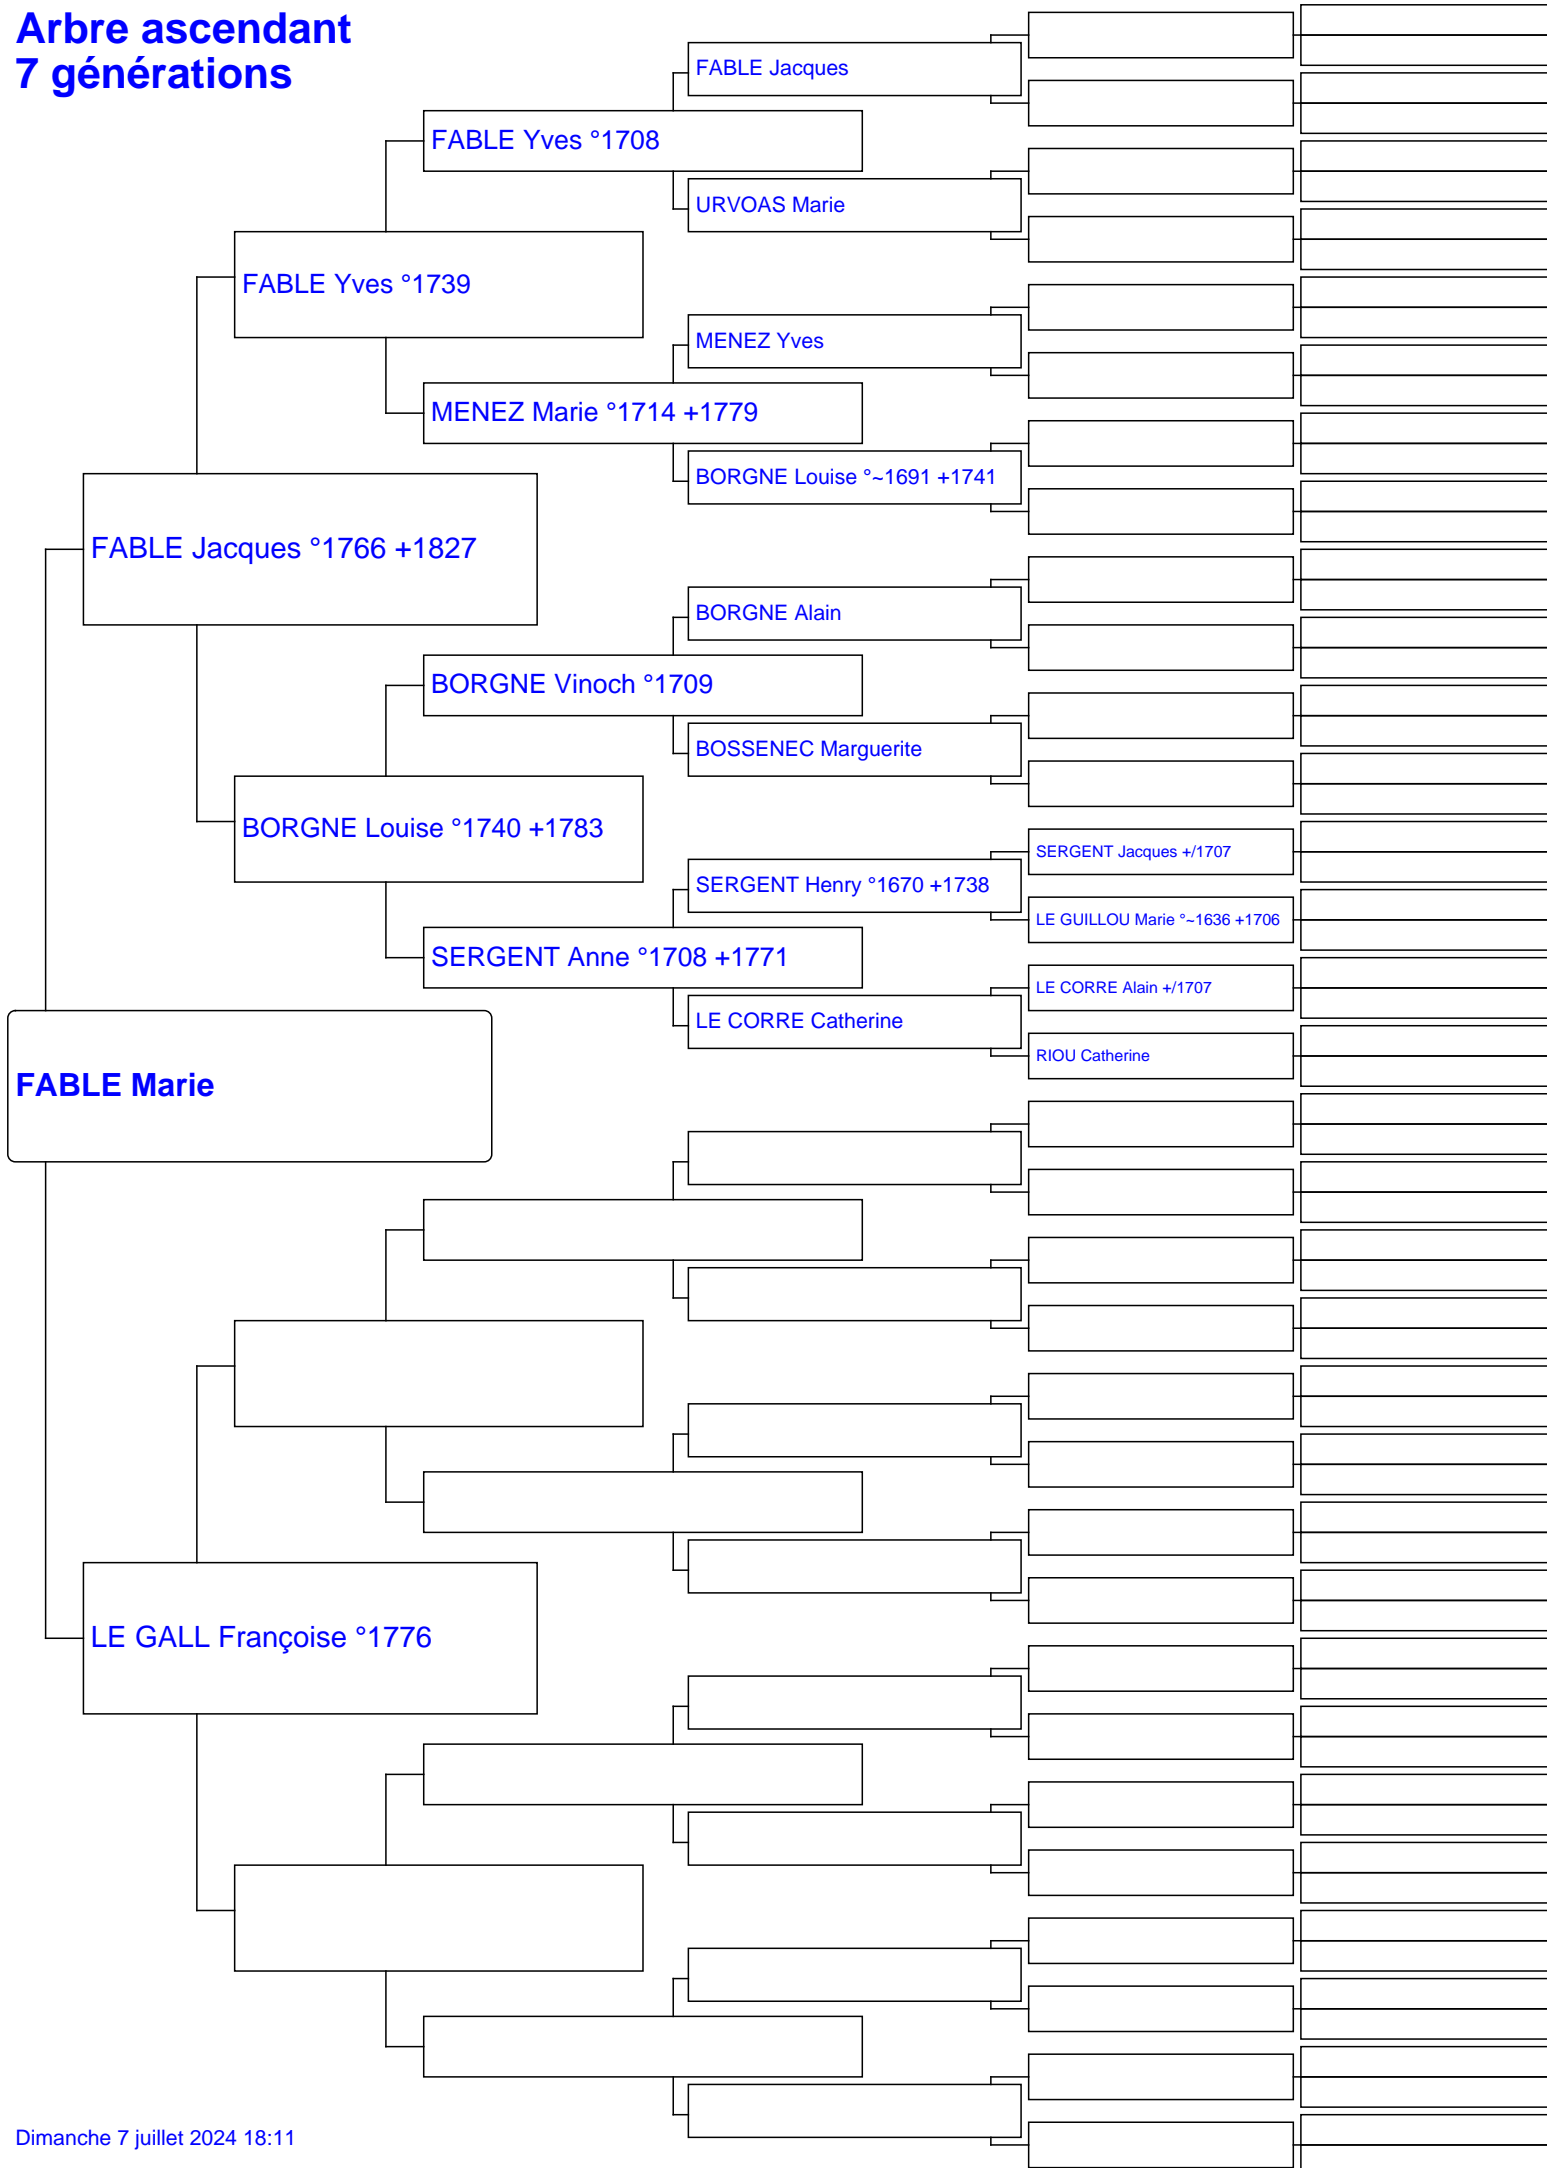 Arbre ascendant
7 générations
FABLE Jacques
FABLE Yves °1708
URVOAS Marie
FABLE Yves °1739
MENEZ Yves
MENEZ Marie °1714 +1779
BORGNE Louise °~1691 +1741
FABLE Jacques °1766 +1827
BORGNE Alain
BORGNE Vinoch °1709
BOSSENEC Marguerite
BORGNE Louise °1740 +1783
SERGENT Jacques +/1707
SERGENT Henry °1670 +1738
LE GUILLOU Marie °~1636 +1706
SERGENT Anne °1708 +1771
LE CORRE Alain +/1707
LE CORRE Catherine
RIOU Catherine
FABLE Marie
LE GALL Françoise °1776
Dimanche 7 juillet 2024 18:11